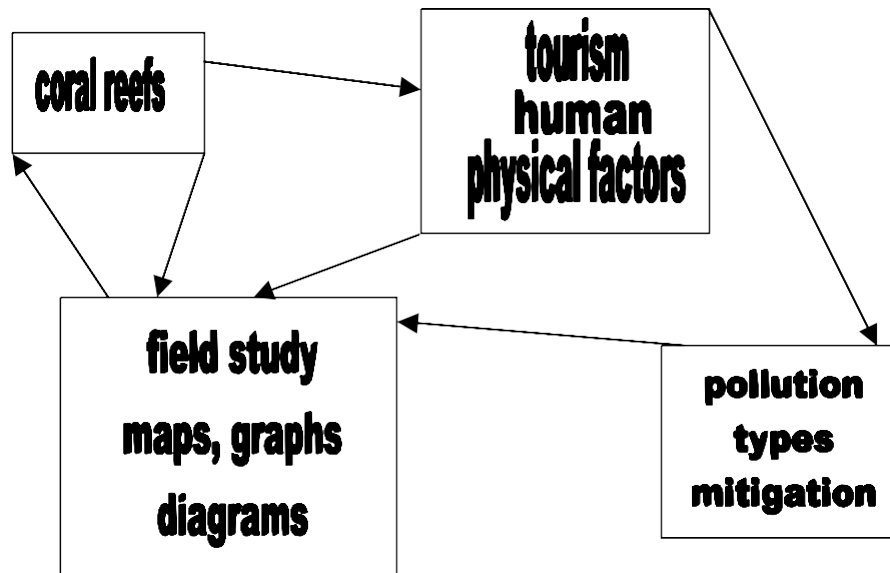 coral reefs
tourism
human
physical factors
field study
maps, graphs
diagrams
pollution
types
mitigation